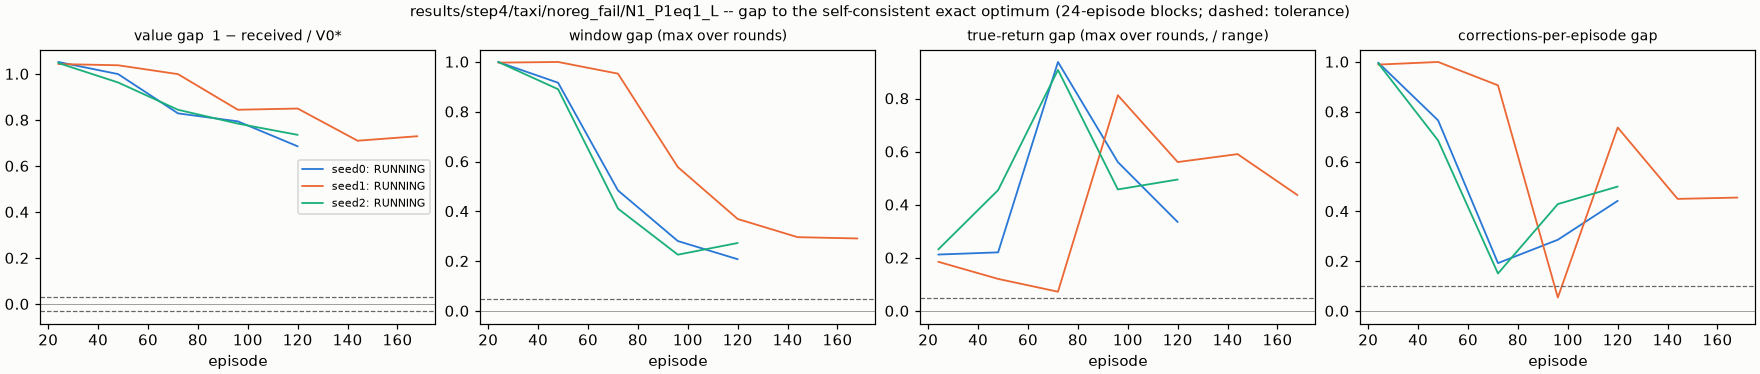 results/step4/taxi/noreg_fail/N1_P1eq1_L -- gap to the self-consistent exact optimum (24-episode blocks; dashed: tolerance)
value gap 1 − received / V0*
1.0
0.8
0.6
0.4
0.2
0.0
20 40 60 80 100 120 140 160
episode
seed0: RUNNING
seed1: RUNNING
seed2: RUNNING
window gap (max over rounds)
1.0
0.8
0.6
0.4
0.2
0.0
20 40 60 80 100 120 140 160
episode
true-return gap (max over rounds, / range)
0.8
0.6
0.4
0.2
0.0
20 40 60 80 100 120 140 160
episode
corrections-per-episode gap
1.0
0.8
0.6
0.4
0.2
0.0
20 40 60 80 100 120 140 160
episode